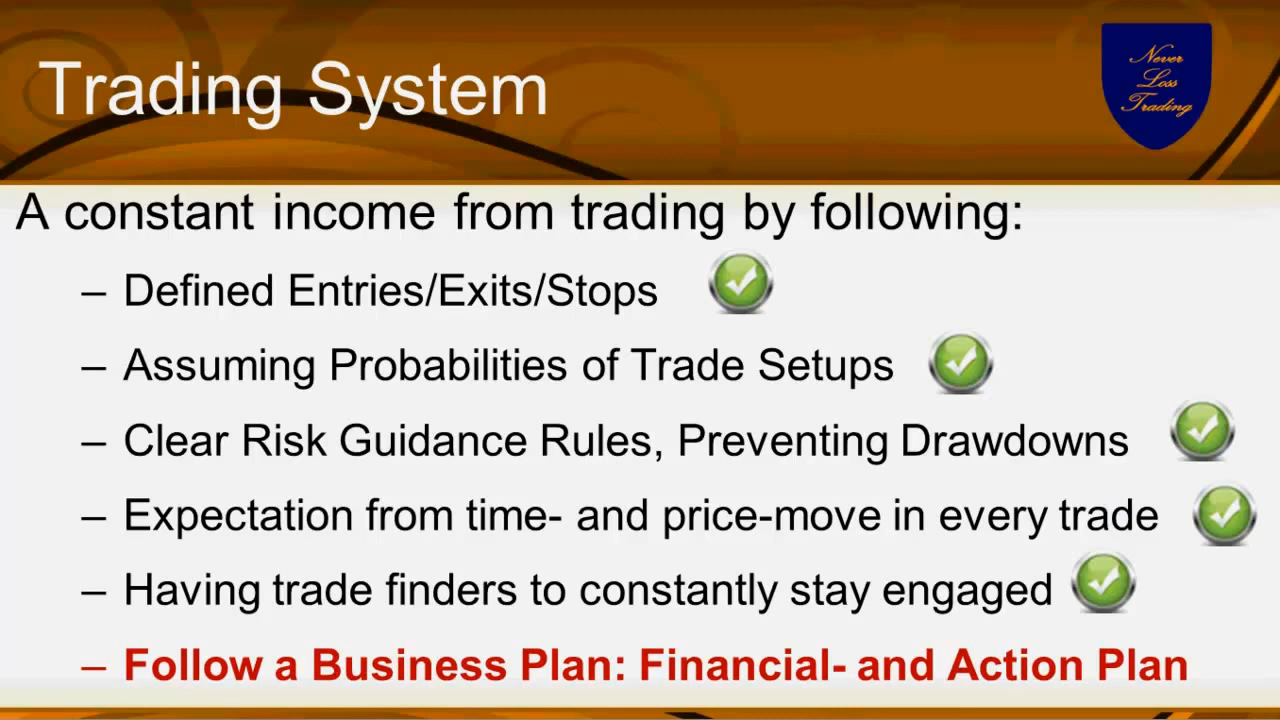 Trading System
Never
Loss
Trading
A constant income from trading by following:
– Defined Entries/Exits/Stops
– Assuming Probabilities of Trade Setups
– Clear Risk Guidance Rules, Preventing Drawdowns
– Expectation from time- and price-move in every trade
– Having trade finders to constantly stay engaged
– Follow a Business Plan: Financial- and Action Plan